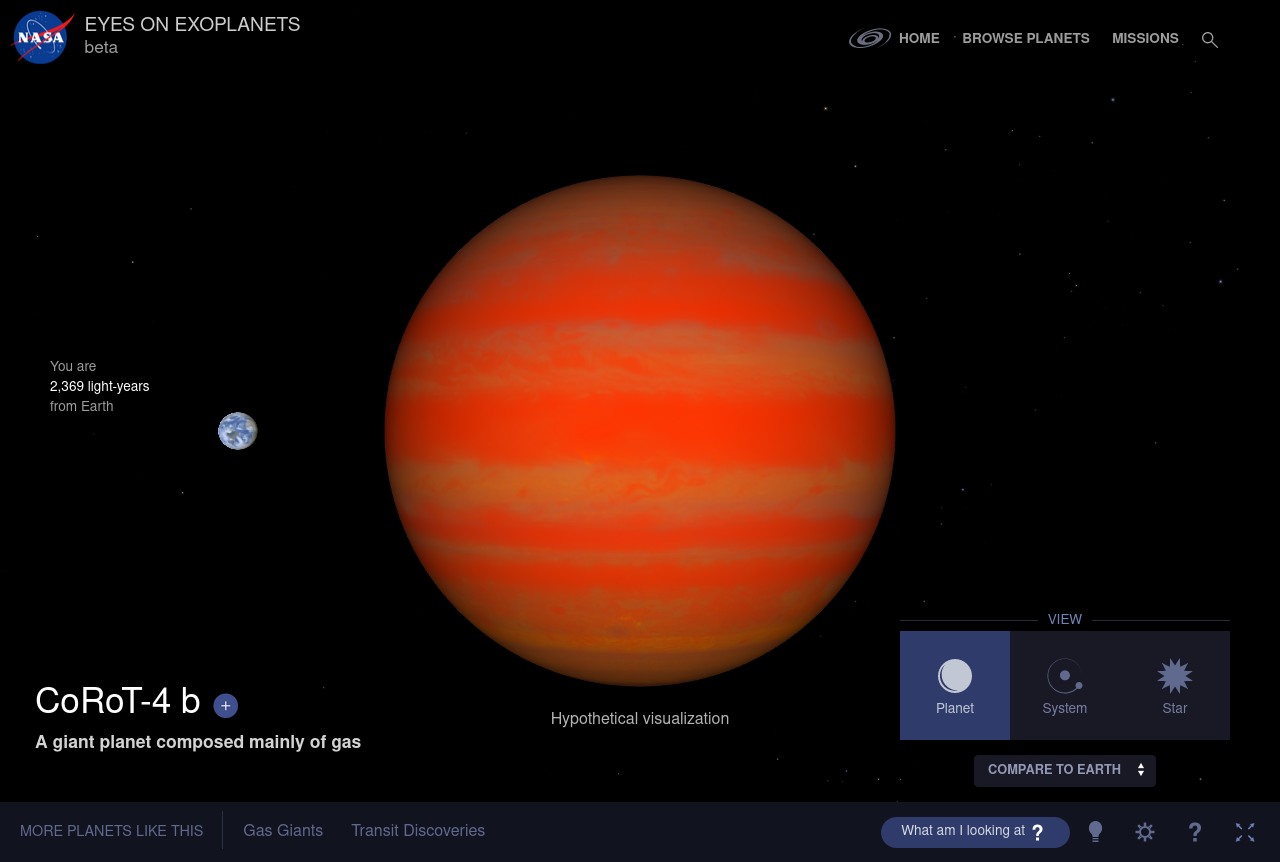 NASA
EYES ON EXOPLANETS
beta
HOME
BROWSE PLANETS
MISSIONS
You are
2,369 light-years
from Earth
CoRoT-4 b +
A giant planet composed mainly of gas
Hypothetical visualization
VIEW
Planet
System
Star
COMPARE TO EARTH
MORE PLANETS LIKE THIS
Gas Giants
Transit Discoveries
What am I looking at ?
?